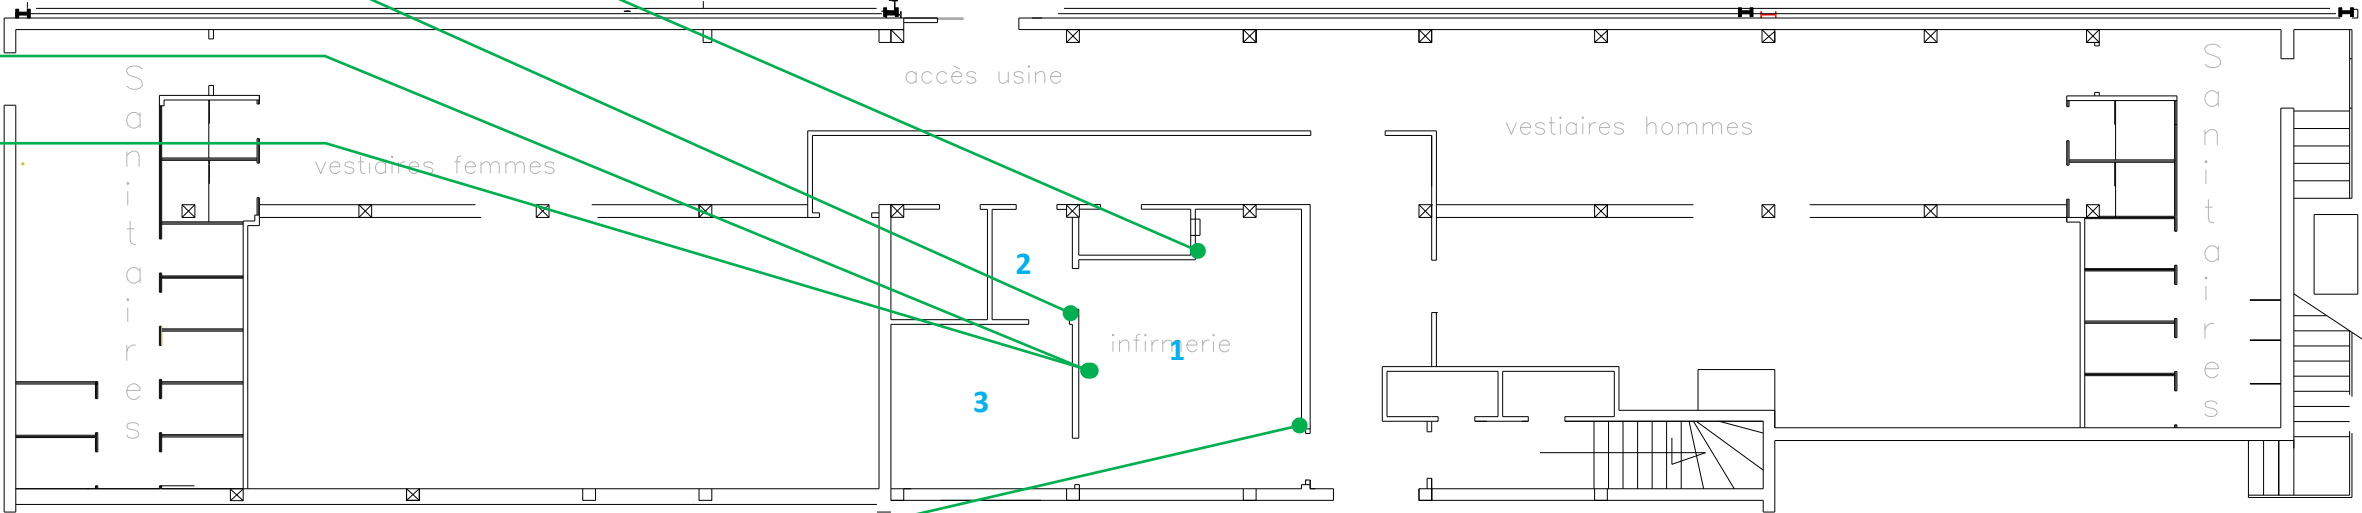 Sanitaires
accès usine
vestiaires hommes
Sanitaires
vestiaires femmes
2
infirmerie
1
3